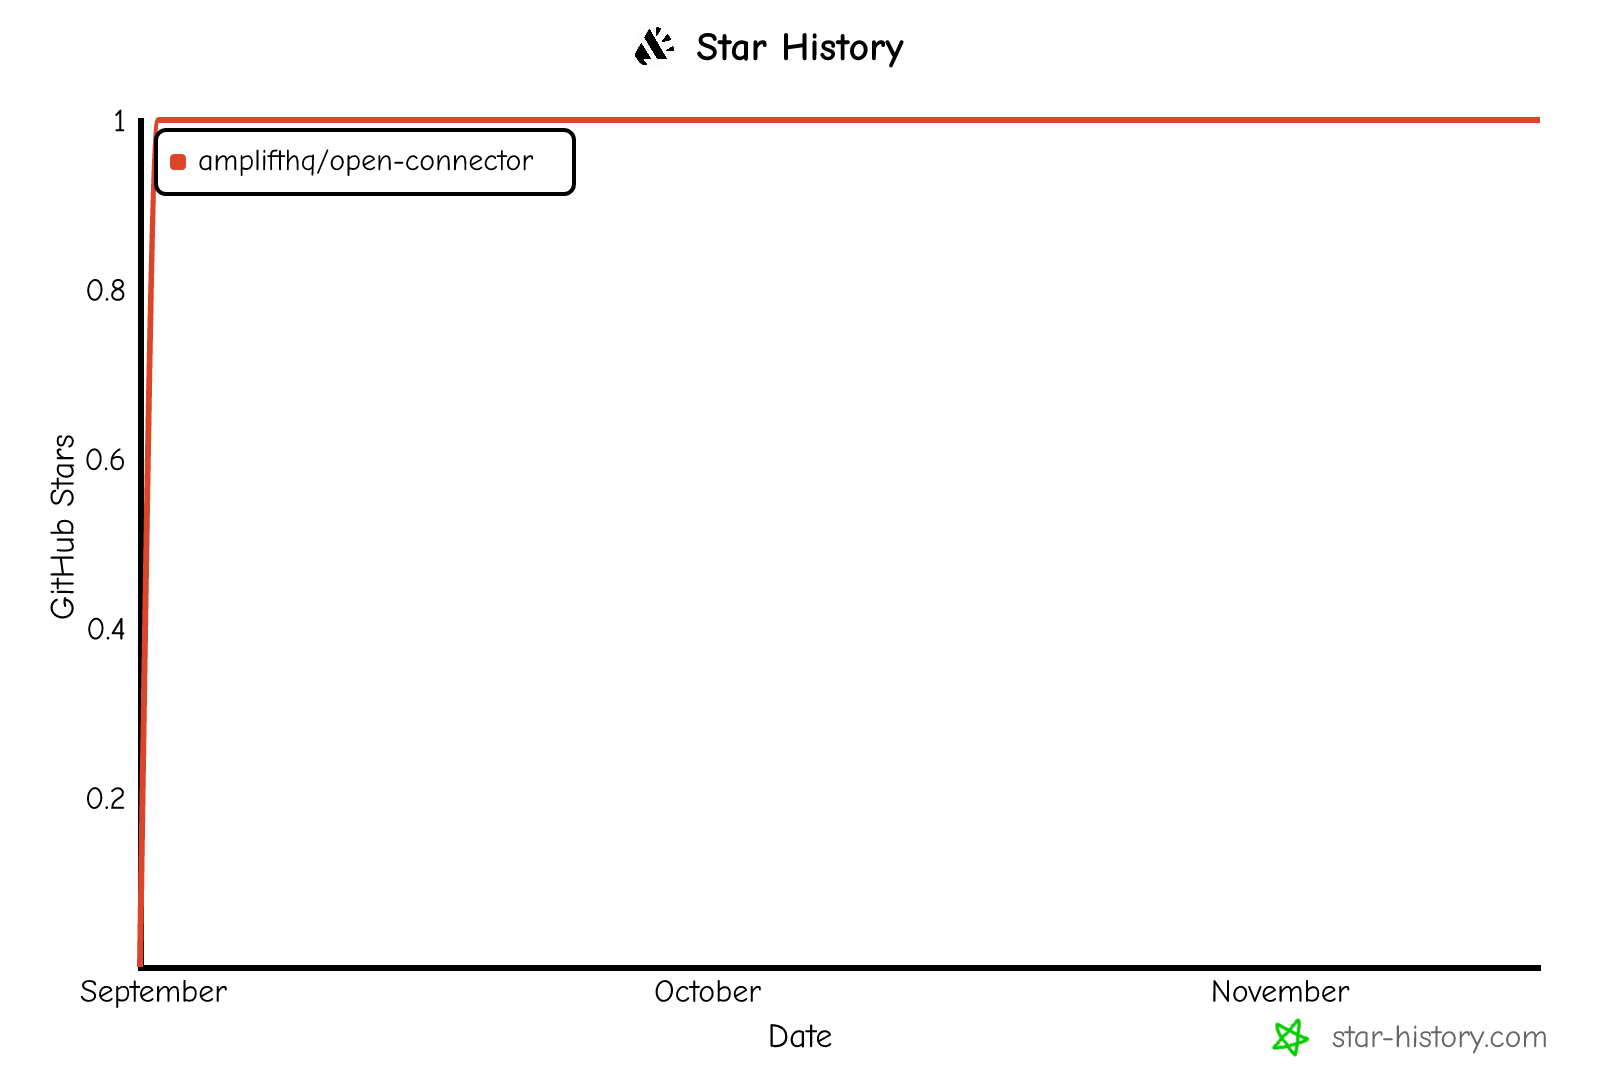 Star History
1
amplifthq/open-connector
0.8
0.6
0.4
0.2
GitHub Stars
September October November
Date
star-history.com